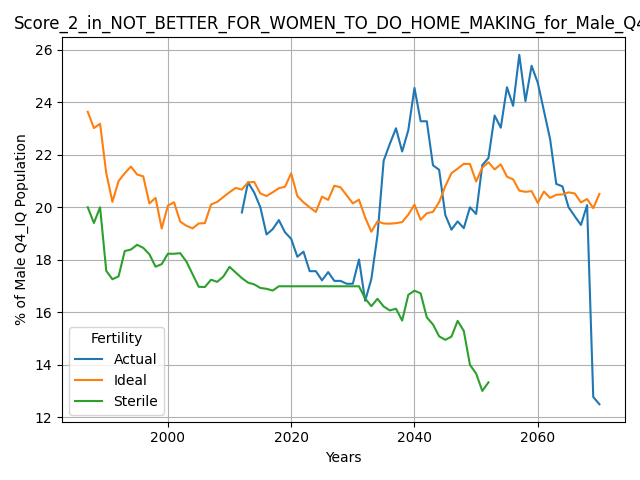 Score_2_in_NOT_BETTER_FOR_WOMEN_TO_DO_HOME_MAKING_for_Male_Q4
% of Male Q4_IQ Population
26
24
22
20
18
16
14
12
Fertility
Actual
Ideal
Sterile
2000
2020
2040
2060
Years